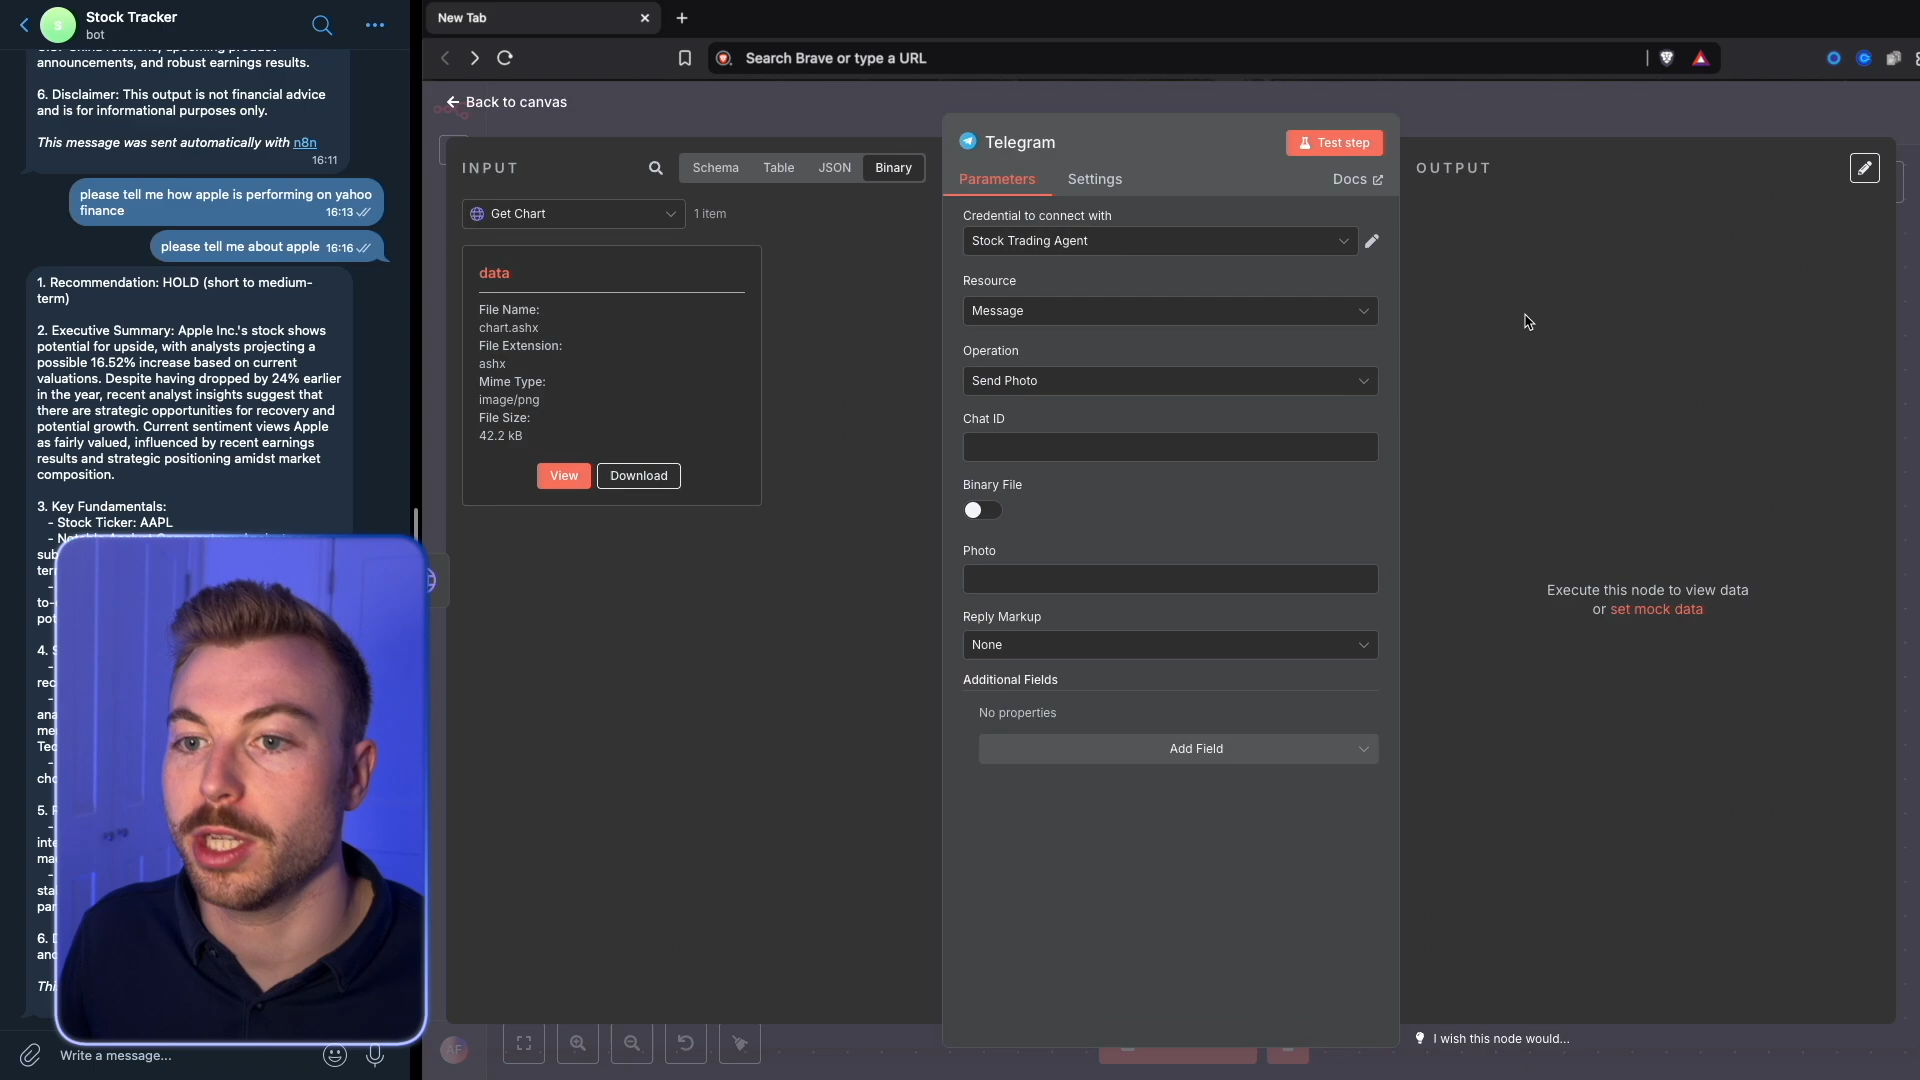 Stock Tracker
bot
announcements, and robust earnings results.
6. Disclaimer: This output is not financial advice
and is for informational purposes only.
This message was sent automatically with n8n
16:11
please tell me how apple is performing on yahoo
finance
16:13
please tell me about apple 16:16
1. Recommendation: HOLD (short to medium-
term)
2. Executive Summary: Apple Inc.'s stock shows
potential for upside, with analysts projecting a
possible 16.52% increase based on current
valuations. Despite having dropped by 24% earlier
in the year, recent analyst insights suggest that
there are strategic opportunities for recovery and
potential growth. Current sentiment views Apple
as fairly valued, influenced by recent earnings
results and strategic positioning amidst market
composition.
3. Key Fundamentals:
- Stock Ticker: AAPL
Write a message...
New Tab
Search Brave or type a URL
Back to canvas
INPUT
Schema
Table
JSON
Binary
Get Chart
1 item
data
File Name:
chart.ashx
File Extension:
ashx
Mime Type:
image/png
File Size:
42.2 kB
View
Download
Telegram
Test step
Parameters
Settings
Docs
Credential to connect with
Stock Trading Agent
Resource
Message
Operation
Send Photo
Chat ID
Binary File
Photo
Reply Markup
None
Additional Fields
No properties
Add Field
OUTPUT
Execute this node to view data
or set mock data
I wish this node would...
AF